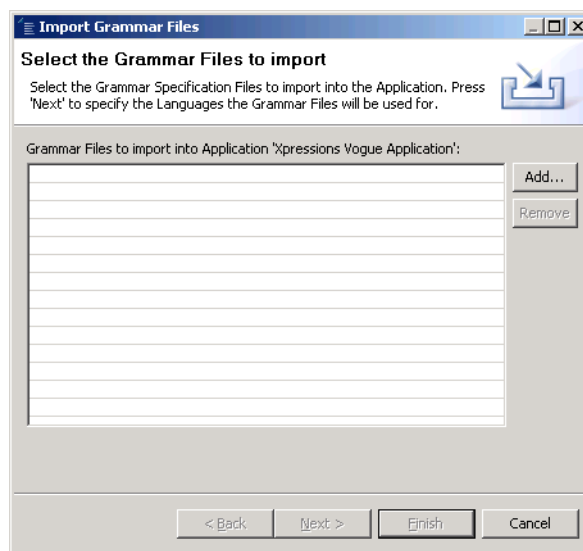 Import Grammar Files
Select the Grammar Files to import
Select the Grammar Specification Files to import into the Application. Press
'Next' to specify the Languages the Grammar Files will be used for.
Grammar Files to import into Application 'Xpressions Vogue Application':
Add...
Remove
< Back
Next >
Finish
Cancel